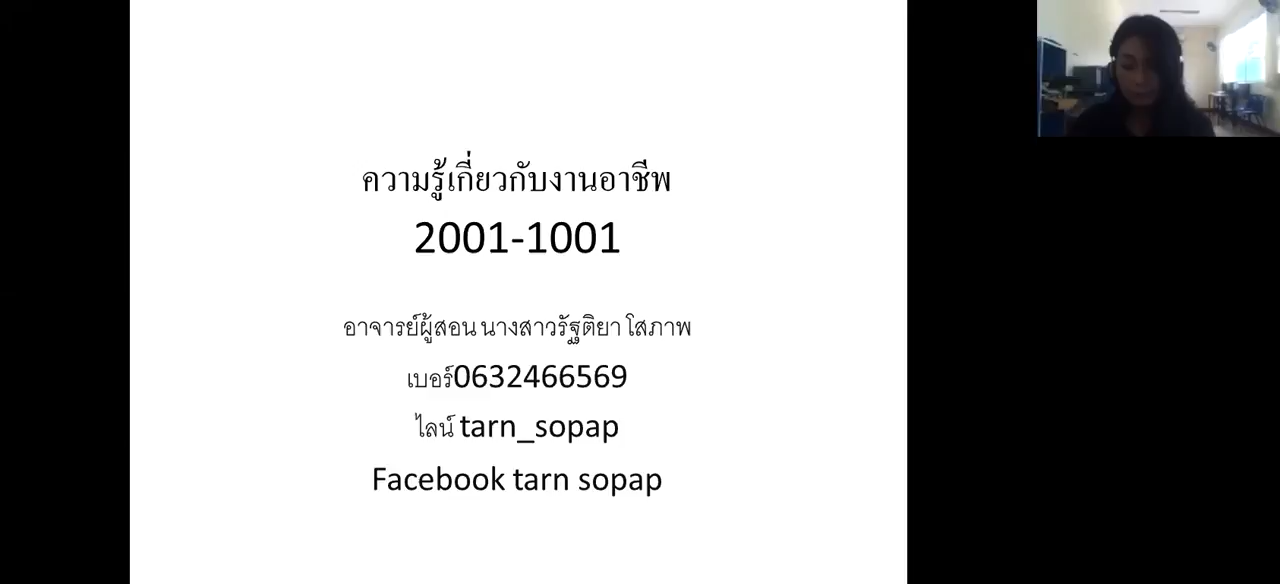 ความรู้เกี่ยวกับงานอาชีพ
2001-1001
อาจารย์ผู้สอน นางสาวรัฐติยา โสภาพ
เบอร์0632466569
ไลน์ tarn_sopap
Facebook tarn sopap